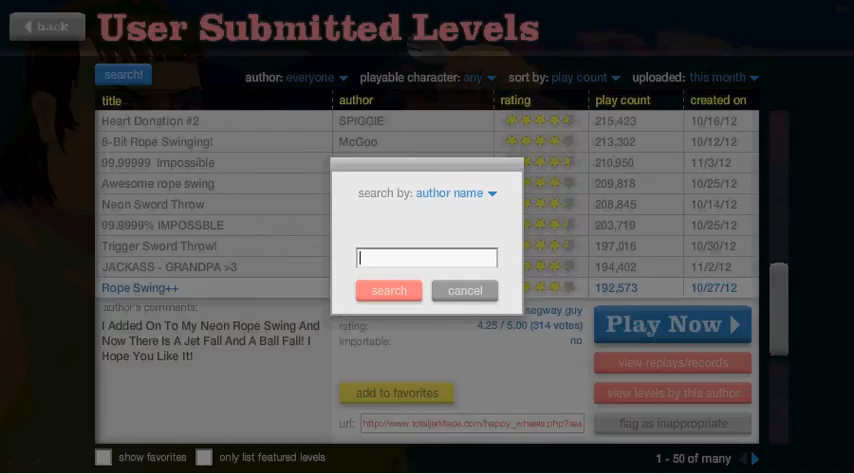 back
User Submitted Levels
search!
author: everyone playable character: any sort by: play count uploaded: this month
title author rating play count created on
Heart Donation #2 SPIGGIE 215,423 10/16/12
8-Bit Rope Swinging! McGoo 213,302 10/12/12
99.99999 Impossible 210,950 11/3/12
Awesome rope swing 209,818 10/25/12
Neon Sword Throw 208,845 10/14/12
99.9999% IMPOSSBLE 203,719 10/25/12
Trigger Sword Throw! 197,016 10/30/12
JACKASS - GRANDPA >3 194,402 11/2/12
Rope Swing++ 192,573 10/27/12
search by: author name
search cancel
author's comments:
I Added On To My Neon Rope Swing And
Now There Is A Jet Fall And A Ball Fall! I
Hope You Like It!
segway guy
rating: 4.25 / 5.00 (314 votes)
importable: no
add to favorites
url: http://www.totaljerkface.com/happy_wheels.php?lev
Play Now
view replays/records
view levels by this author
flag as inappropriate
show favorites only list featured levels 1 - 50 of many